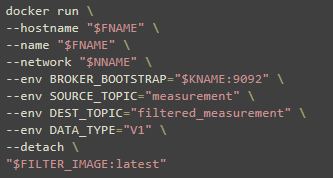 docker run \
--hostname "$FNAME" \
--name "$FNAME" \
--network "$NNAME" \
--env BROKER_BOOTSTRAP="$KNAME:9092" \
--env SOURCE_TOPIC="measurement" \
--env DEST_TOPIC="filtered_measurement" \
--env DATA_TYPE="V1" \
--detach \
"$FILTER_IMAGE:latest"